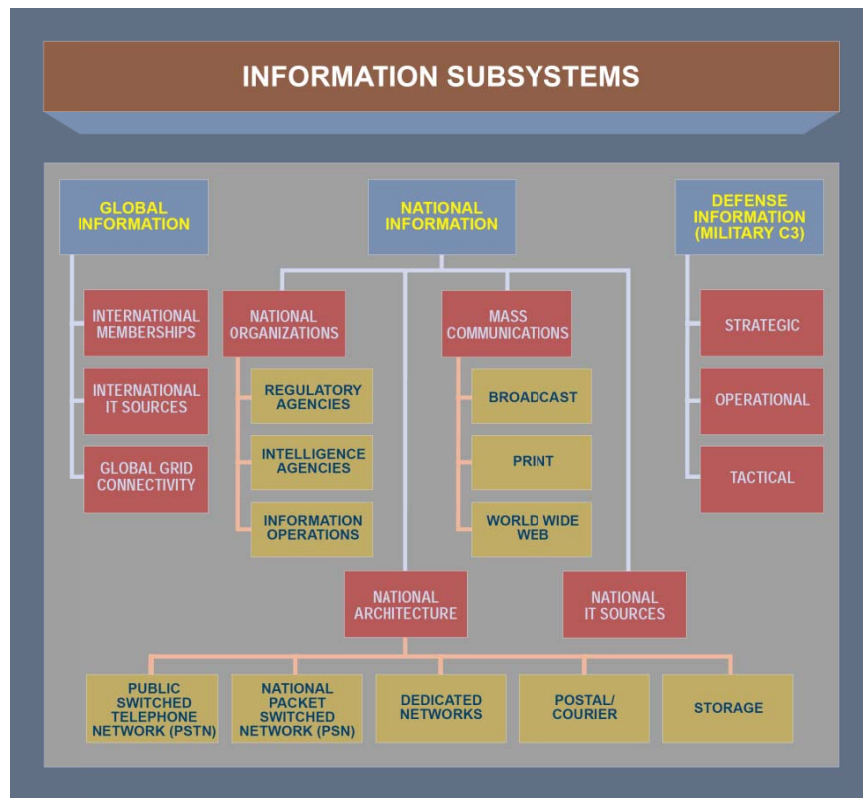 INFORMATION SUBSYSTEMS
GLOBAL
INFORMATION
NATIONAL
INFORMATION
DEFENSE
INFORMATION
(MILITARY C3)
INTERNATIONAL
MEMBERSHIPS
INTERNATIONAL
IT SOURCES
GLOBAL GRID
CONNECTIVITY
NATIONAL
ORGANIZATIONS
REGULATORY
AGENCIES
INTELLIGENCE
AGENCIES
INFORMATION
OPERATIONS
MASS
COMMUNICATIONS
BROADCAST
PRINT
WORLD WIDE
WEB
STRATEGIC
OPERATIONAL
TACTICAL
NATIONAL
ARCHITECTURE
NATIONAL
IT SOURCES
PUBLIC
SWITCHED
TELEPHONE
NETWORK (PSTN)
NATIONAL
PACKET
SWITCHED
NETWORK (PSN)
DEDICATED
NETWORKS
POSTAL/
COURIER
STORAGE